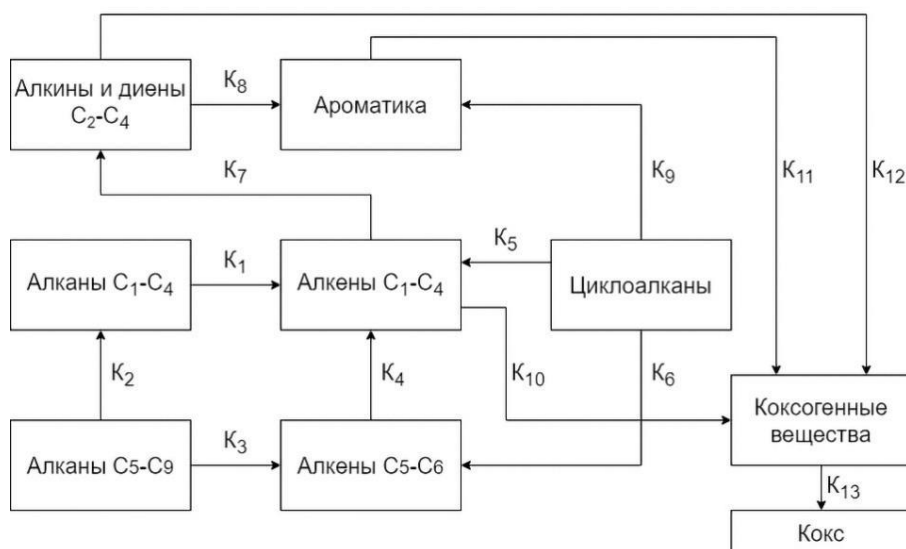 Алкины и диены
C₂-C₄
K₈
Ароматика
K₇
K₉
K₁₁
K₁₂
Алканы C₁-C₄
K₁
Алкены C₁-C₄
K₅
Циклоалканы
K₂
K₄
K₁₀
K₆
Алканы C5-C9
K₃
Алкены C5-C6
Коксогенные
вещества
K₁₃
Кокс